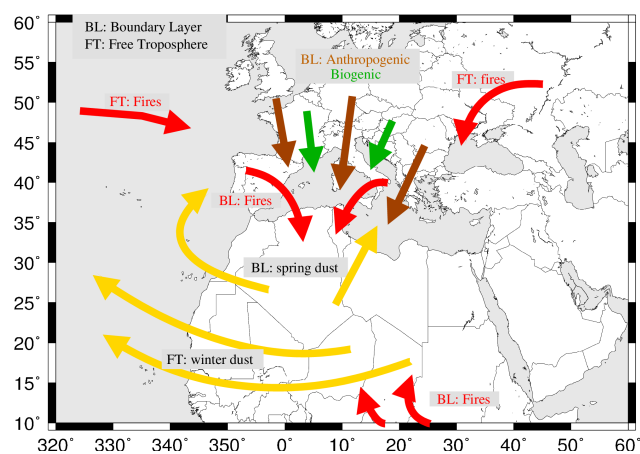 60°
BL: Boundary Layer
FT: Free Troposphere
55°
BL: Anthropogenic
Biogenic
FT: fires
50°
FT: Fires
45°
40°
BL: Fires
35°
30°
BL: spring dust
25°
20°
FT: winter dust
15°
BL: Fires
10°
320° 330° 340° 350° 0° 10° 20° 30° 40° 50° 60°